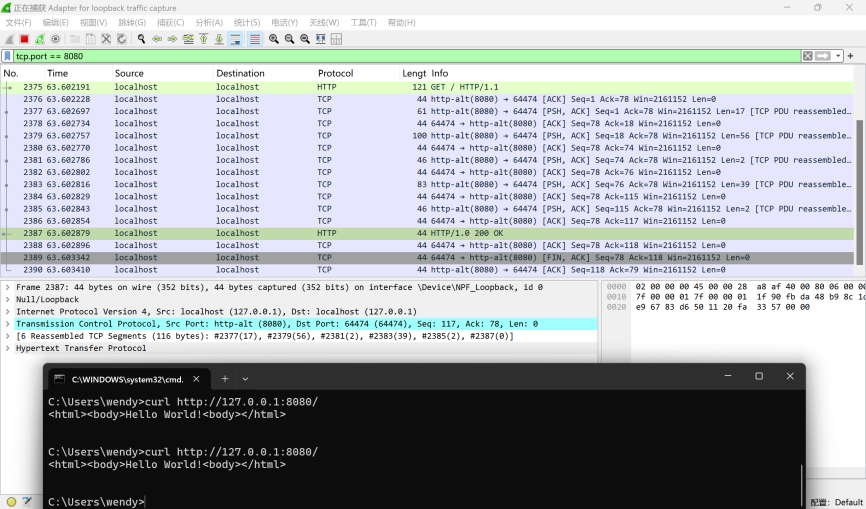 正在捕获 Adapter for loopback traffic capture
文件(F) 编辑(E) 视图(V) 跳转(G) 捕获(C) 分析(A) 统计(S) 电话(Y) 无线(W) 工具(T) 帮助(H)
tcp.port == 8080
No. Time Source Destination Protocol Lengt Info
2375 63.602191 localhost localhost HTTP 121 GET / HTTP/1.1
2376 63.602228 localhost localhost TCP 44 http-alt(8080) → 64474 [ACK] Seq=1 Ack=78 Win=2161152 Len=0
2377 63.602697 localhost localhost TCP 61 http-alt(8080) → 64474 [PSH, ACK] Seq=1 Ack=78 Win=2161152 Len=17 [TCP PDU reassembled…
2378 63.602734 localhost localhost TCP 44 64474 → http-alt(8080) [ACK] Seq=78 Ack=18 Win=2161152 Len=0
2379 63.602757 localhost localhost TCP 100 http-alt(8080) → 64474 [PSH, ACK] Seq=18 Ack=78 Win=2161152 Len=56 [TCP PDU reassemble…
2380 63.602770 localhost localhost TCP 44 64474 → http-alt(8080) [ACK] Seq=78 Ack=74 Win=2161152 Len=0
2381 63.602786 localhost localhost TCP 46 http-alt(8080) → 64474 [PSH, ACK] Seq=74 Ack=78 Win=2161152 Len=2 [TCP PDU reassembled…
2382 63.602802 localhost localhost TCP 44 64474 → http-alt(8080) [ACK] Seq=78 Ack=76 Win=2161152 Len=0
2383 63.602816 localhost localhost TCP 83 http-alt(8080) → 64474 [PSH, ACK] Seq=76 Ack=78 Win=2161152 Len=39 [TCP PDU reassemble…
2384 63.602829 localhost localhost TCP 44 64474 → http-alt(8080) [ACK] Seq=78 Ack=115 Win=2161152 Len=0
2385 63.602843 localhost localhost TCP 46 http-alt(8080) → 64474 [PSH, ACK] Seq=115 Ack=78 Win=2161152 Len=2 [TCP PDU reassemble…
2386 63.602854 localhost localhost TCP 44 64474 → http-alt(8080) [ACK] Seq=78 Ack=117 Win=2161152 Len=0
2387 63.602879 localhost localhost HTTP 44 HTTP/1.0 200 OK
2388 63.602896 localhost localhost TCP 44 64474 → http-alt(8080) [ACK] Seq=78 Ack=118 Win=2161152 Len=0
2389 63.603342 localhost localhost TCP 44 64474 → http-alt(8080) [FIN, ACK] Seq=78 Ack=118 Win=2161152 Len=0
2390 63.603410 localhost localhost TCP 44 http-alt(8080) → 64474 [ACK] Seq=118 Ack=79 Win=2161152 Len=0
Frame 2387: 44 bytes on wire (352 bits), 44 bytes captured (352 bits) on interface \Device\NPF_Loopback, id 0
Null/Loopback
Internet Protocol Version 4, Src: localhost (127.0.0.1), Dst: localhost (127.0.0.1)
Transmission Control Protocol, Src Port: http-alt (8080), Dst Port: 64474 (64474), Seq: 117, Ack: 78, Len: 0
[6 Reassembled TCP Segments (116 bytes): #2377(17), #2379(56), #2381(2), #2383(39), #2385(2), #2387(0)]
Hypertext Transfer Protocol
0000 02 00 00 00 45 00 00 28 a8 af 40 00 80 06 00 00
0010 7f 00 00 01 7f 00 00 01 1f 90 fb da 48 b9 8c
0020 e9 67 83 d6 50 11 20 fa 33 57 00 00
C:\WINDOWS\system32\cmd.
C:\Users\wendy>curl http://127.0.0.1:8080/
<html><body>Hello World!<body></html>
C:\Users\wendy>curl http://127.0.0.1:8080/
<html><body>Hello World!<body></html>
C:\Users\wendy>
配置: Default